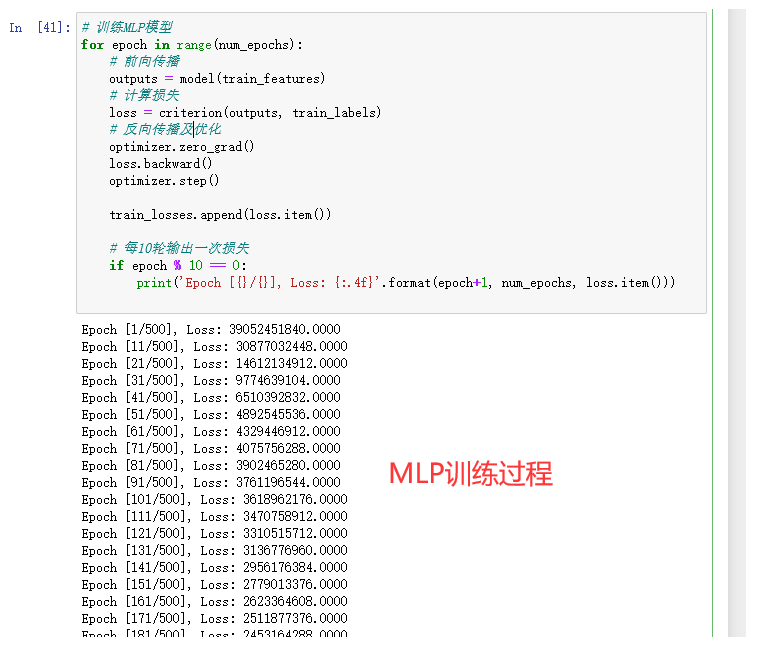 In [41]:
# 训练MLP模型
for epoch in range(num_epochs):
    # 前向传播
    outputs = model(train_features)
    # 计算损失
    loss = criterion(outputs, train_labels)
    # 反向传播及优化
    optimizer.zero_grad()
    loss.backward()
    optimizer.step()

    train_losses.append(loss.item())

    # 每10轮输出一次损失
    if epoch % 10 == 0:
        print('Epoch [{}/{}], Loss: {:.4f}'.format(epoch+1, num_epochs, loss.item()))
Epoch [1/500], Loss: 39052451840.0000
Epoch [11/500], Loss: 30877032448.0000
Epoch [21/500], Loss: 14612134912.0000
Epoch [31/500], Loss: 9774639104.0000
Epoch [41/500], Loss: 6510392832.0000
Epoch [51/500], Loss: 4892545536.0000
Epoch [61/500], Loss: 4329446912.0000
Epoch [71/500], Loss: 4075756288.0000
Epoch [81/500], Loss: 3902465280.0000
Epoch [91/500], Loss: 3761196544.0000
Epoch [101/500], Loss: 3618962176.0000
Epoch [111/500], Loss: 3470758912.0000
Epoch [121/500], Loss: 3310515712.0000
Epoch [131/500], Loss: 3136776960.0000
Epoch [141/500], Loss: 2956176384.0000
Epoch [151/500], Loss: 2779013376.0000
Epoch [161/500], Loss: 2623364608.0000
Epoch [171/500], Loss: 2511877376.0000
Epoch [181/500], Loss: 2453164288.0000
MLP训练过程